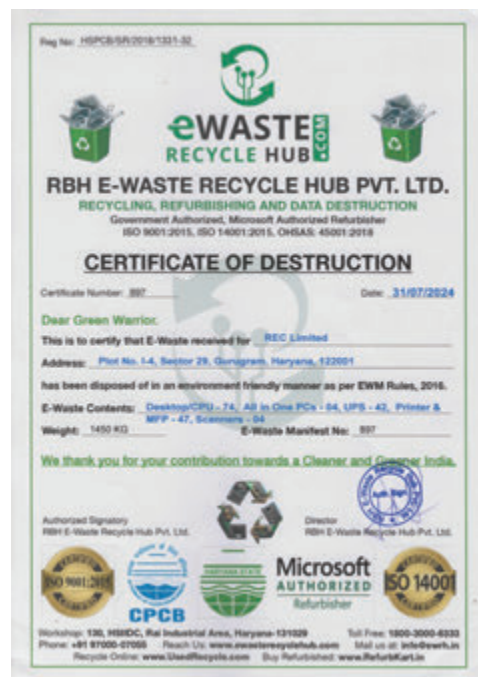 Reg No: HSPCB/SR/2018/1331-32
eWASTE
.COM
RECYCLE HUB
RBH E-WASTE RECYCLE HUB PVT. LTD.
RECYCLING, REFURBISHING AND DATA DESTRUCTION
Government Authorized, Microsoft Authorized Refurbisher
ISO 9001:2015, ISO 14001:2015, OHSAS: 45001:2018
CERTIFICATE OF DESTRUCTION
Certificate Number: 897 Date: 31/07/2024
Dear Green Warrior,
This is to certify that E-Waste received for REC Limited
Address: Plot No. I-4, Sector 29, Gurugram, Haryana, 122001
has been disposed of in an environment friendly manner as per EWM Rules, 2016.
E-Waste Contents: Desktop/CPU - 74, All in One PCs - 04, UPS - 42, Printer &
MFP - 47, Scanners - 04
Weight: 1450 KG E-Waste Manifest No: 897
We thank you for your contribution towards a Cleaner and Greener India.
Authorized Signatory Director
RBH E-Waste Recycle Hub Pvt. Ltd. RBH E-Waste Recycle Hub Pvt. Ltd.
ISO 9001:2015
CPCB
HARYANA STATE
Microsoft
AUTHORIZED
Refurbisher
ISO 14001
Workshop: 130, HSIIDC, Rai Industrial Area, Haryana-131029 Toll Free: 1800-3000-6333
Phone: +91 97000-07055 Reach Us: www.ewasterecyclehub.com Mail us at: info@ewrh.in
Recycle Online: www.UsedRecycle.com Buy Refurbished: www.RefurbKart.in